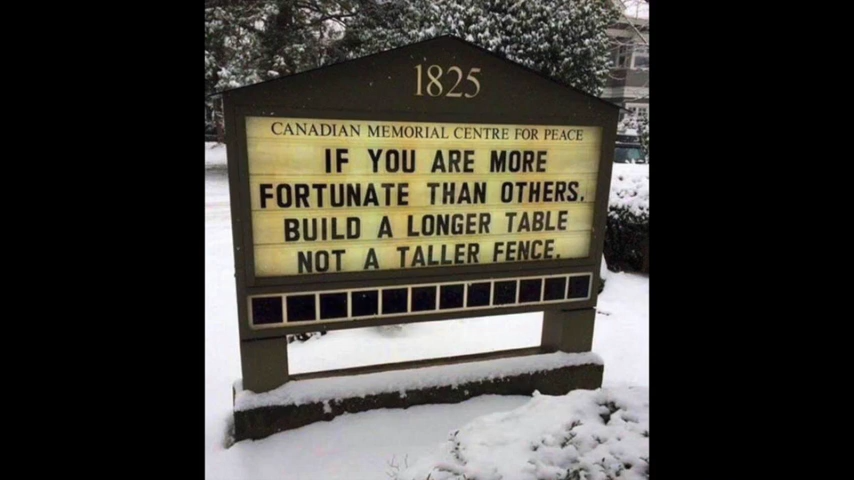 1825
CANADIAN MEMORIAL CENTRE FOR PEACE
IF YOU ARE MORE
FORTUNATE THAN OTHERS,
BUILD A LONGER TABLE
NOT A TALLER FENCE.